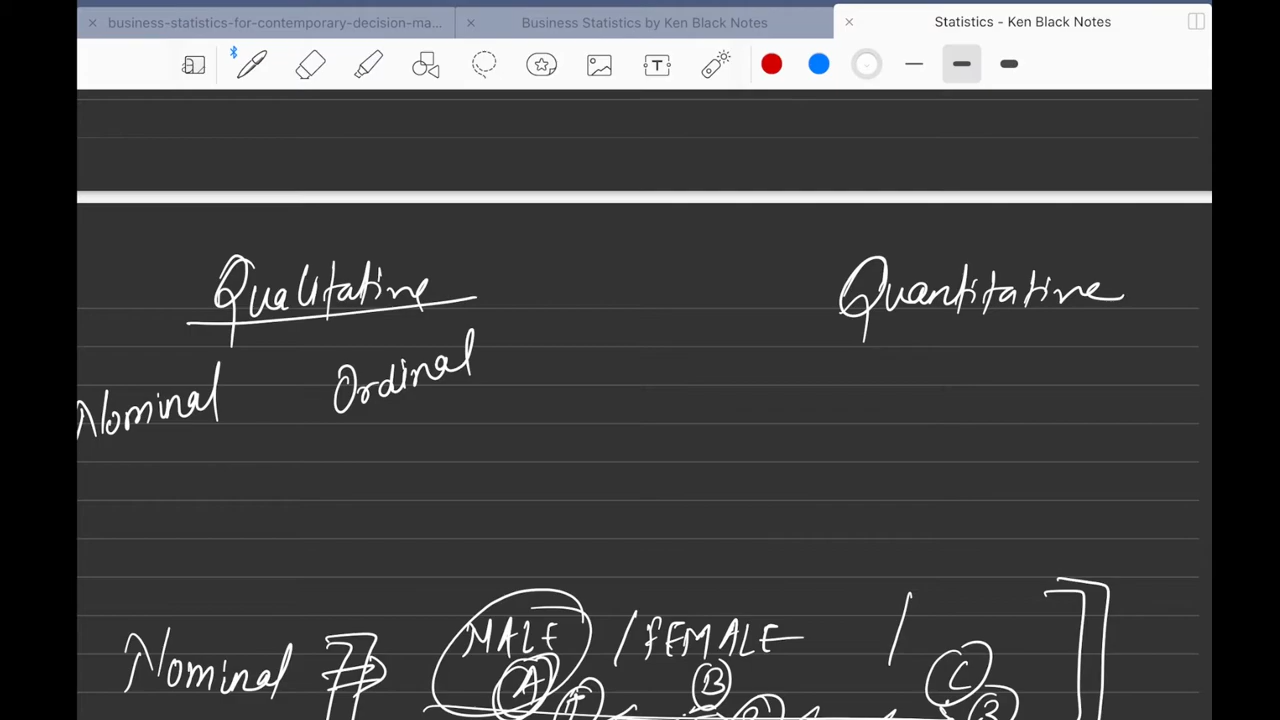 business-statistics-for-contemporary-decision-ma...
Business Statistics by Ken Black Notes
Statistics - Ken Black Notes
T
Qualitative
Quantitative
Nominal
Ordinal
Nominal
MALE / FEMALE /
A
B
C